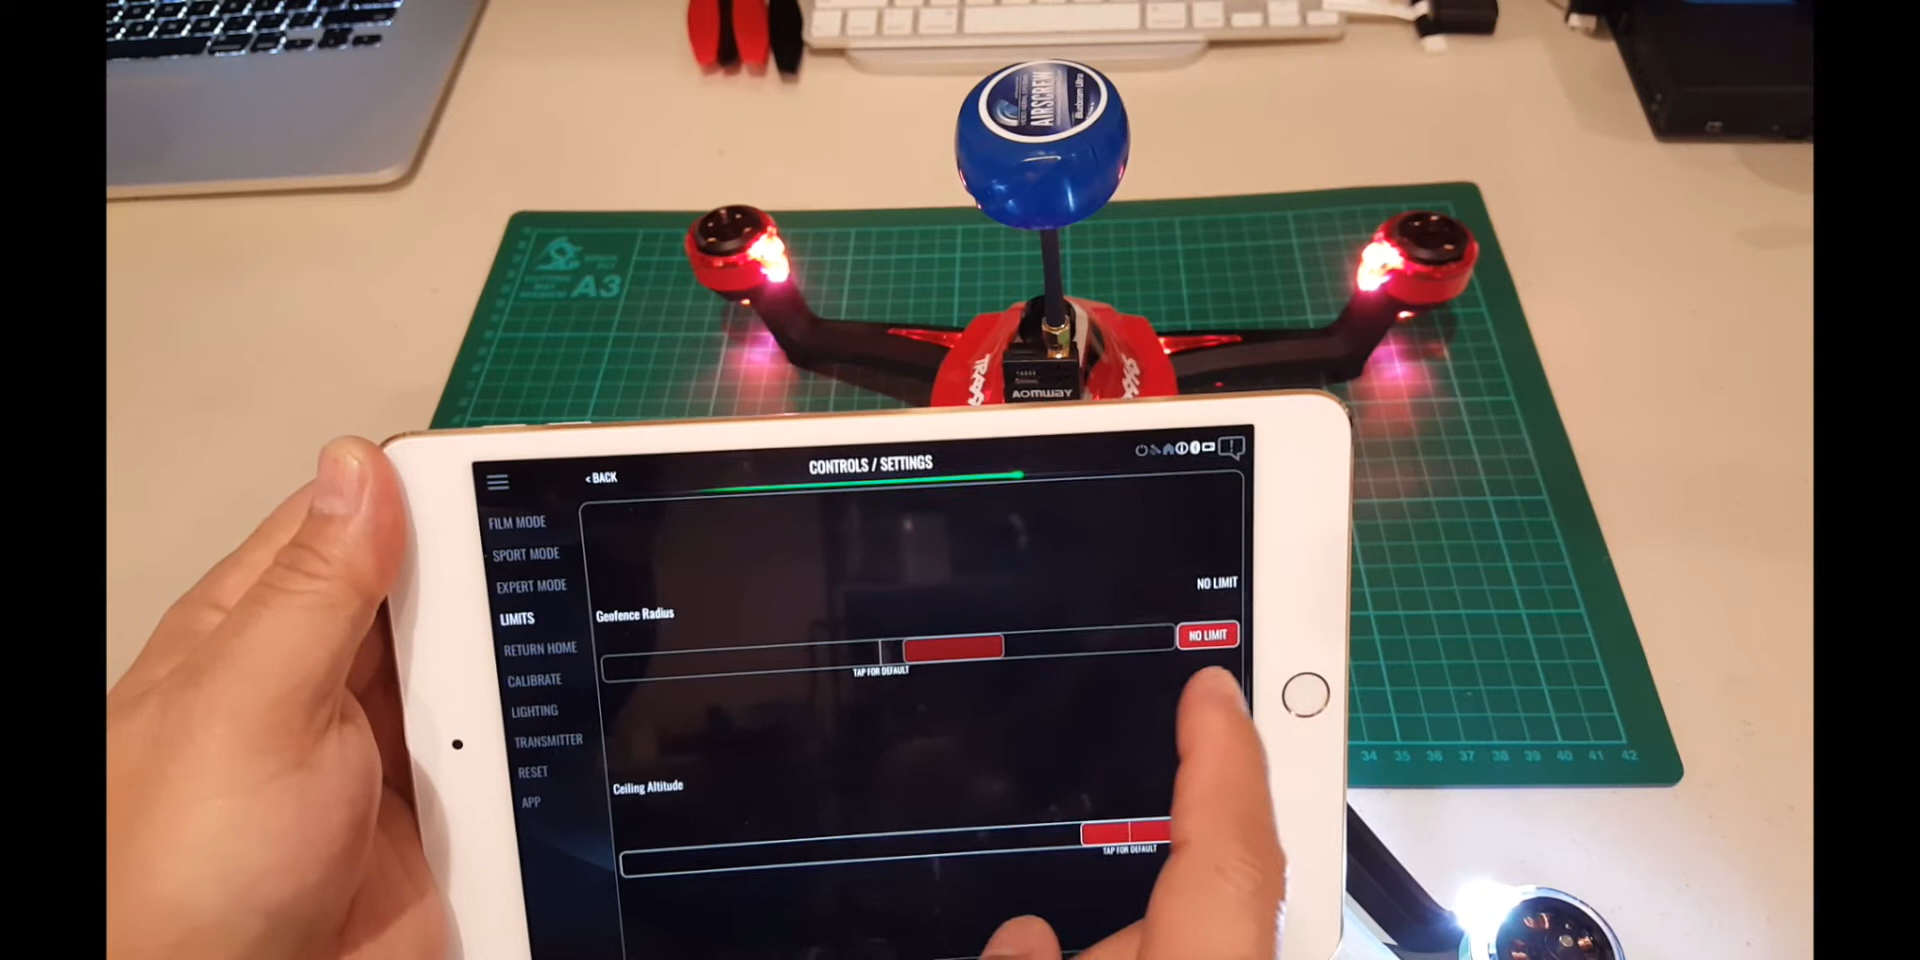 AIRSCREW
A3
TRAXXAS
AOMWAY
CONTROLS / SETTINGS
< BACK
FILM MODE
SPORT MODE
EXPERT MODE
LIMITS
RETURN HOME
CALIBRATE
LIGHTING
TRANSMITTER
RESET
APP
NO LIMIT
Geofence Radius
NO LIMIT
TAP FOR DEFAULT
Ceiling Altitude
TAP FOR DEFAULT
34 35 36 37 38 39 40 41 42